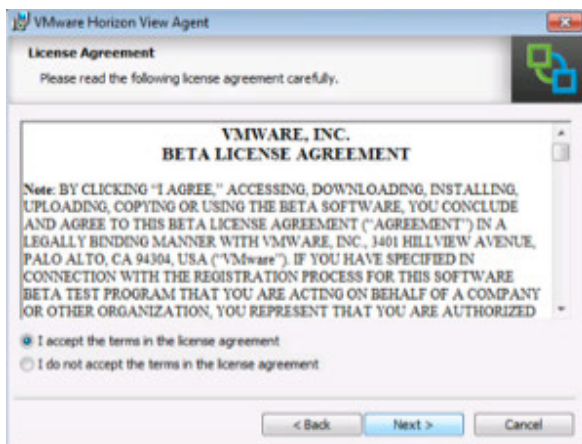 VMware Horizon View Agent
License Agreement
Please read the following license agreement carefully.
VMWARE, INC.
BETA LICENSE AGREEMENT
Note: BY CLICKING “I AGREE,” ACCESSING, DOWNLOADING, INSTALLING,
UPLOADING, COPYING OR USING THE BETA SOFTWARE, YOU CONCLUDE
AND AGREE TO THIS BETA LICENSE AGREEMENT (“AGREEMENT”) IN A
LEGALLY BINDING MANNER WITH VMWARE, INC., 3401 HILLVIEW AVENUE,
PALO ALTO, CA 94304, USA (“VMware”). IF YOU HAVE SPECIFIED IN
CONNECTION WITH THE REGISTRATION PROCESS FOR THIS SOFTWARE
BETA TEST PROGRAM THAT YOU ARE ACTING ON BEHALF OF A COMPANY
OR OTHER ORGANIZATION, YOU REPRESENT THAT YOU ARE AUTHORIZED
I accept the terms in the license agreement
I do not accept the terms in the license agreement
< Back
Next >
Cancel